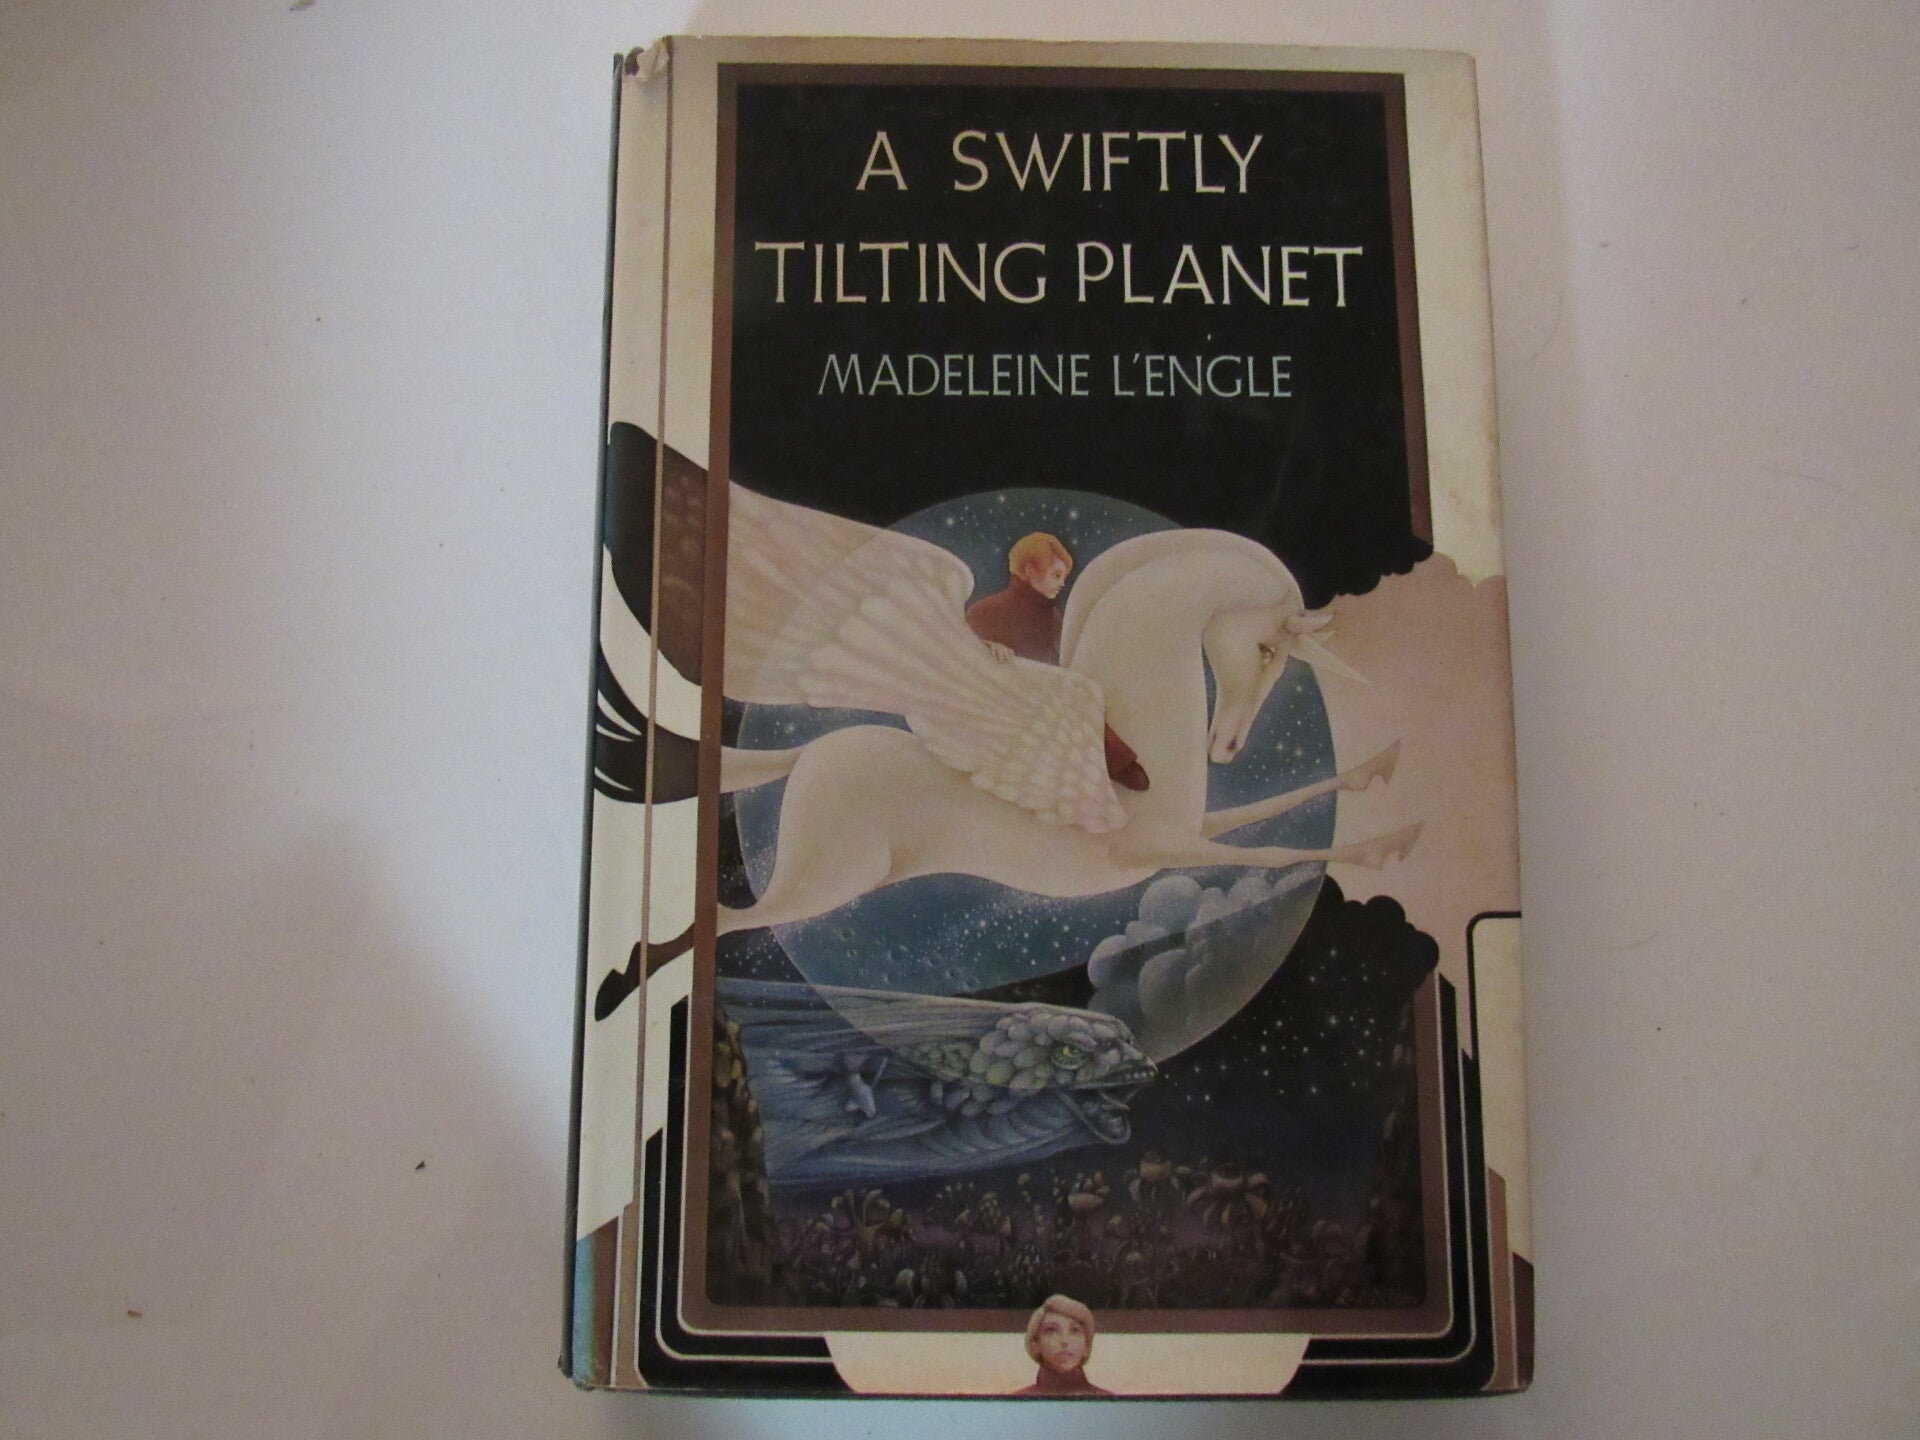 A SWIFTLY
TILTING PLANET
MADELEINE L'ENGLE